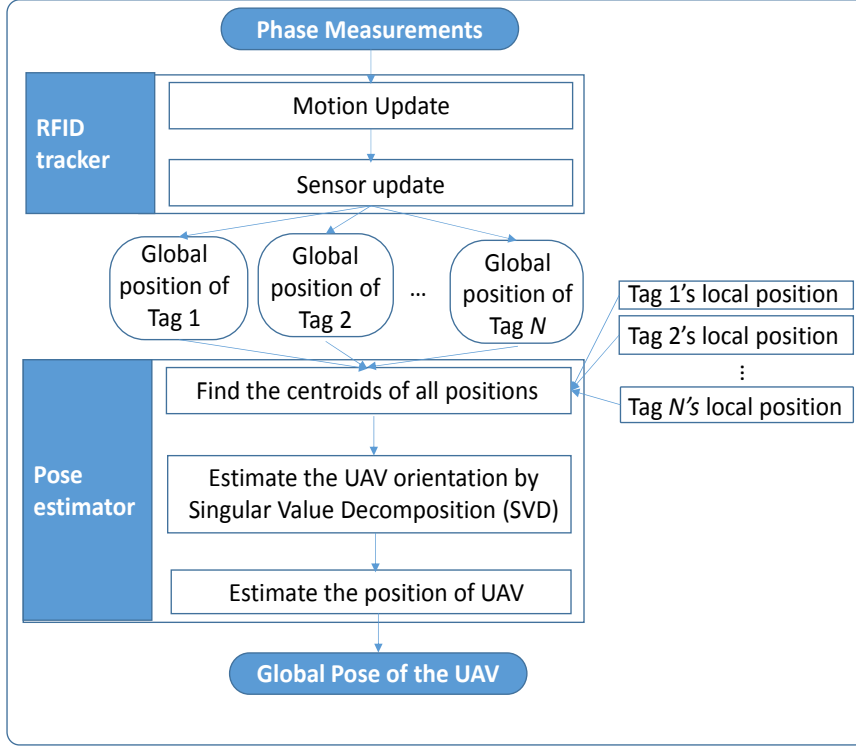 Phase Measurements
RFID
tracker
Motion Update
Sensor update
Global
position of
Tag 1
Global
position of
Tag 2
...
Global
position of
Tag N
Tag 1's local position
Tag 2's local position
⋮
Tag N's local position
Pose
estimator
Find the centroids of all positions
Estimate the UAV orientation by
Singular Value Decomposition (SVD)
Estimate the position of UAV
Global Pose of the UAV